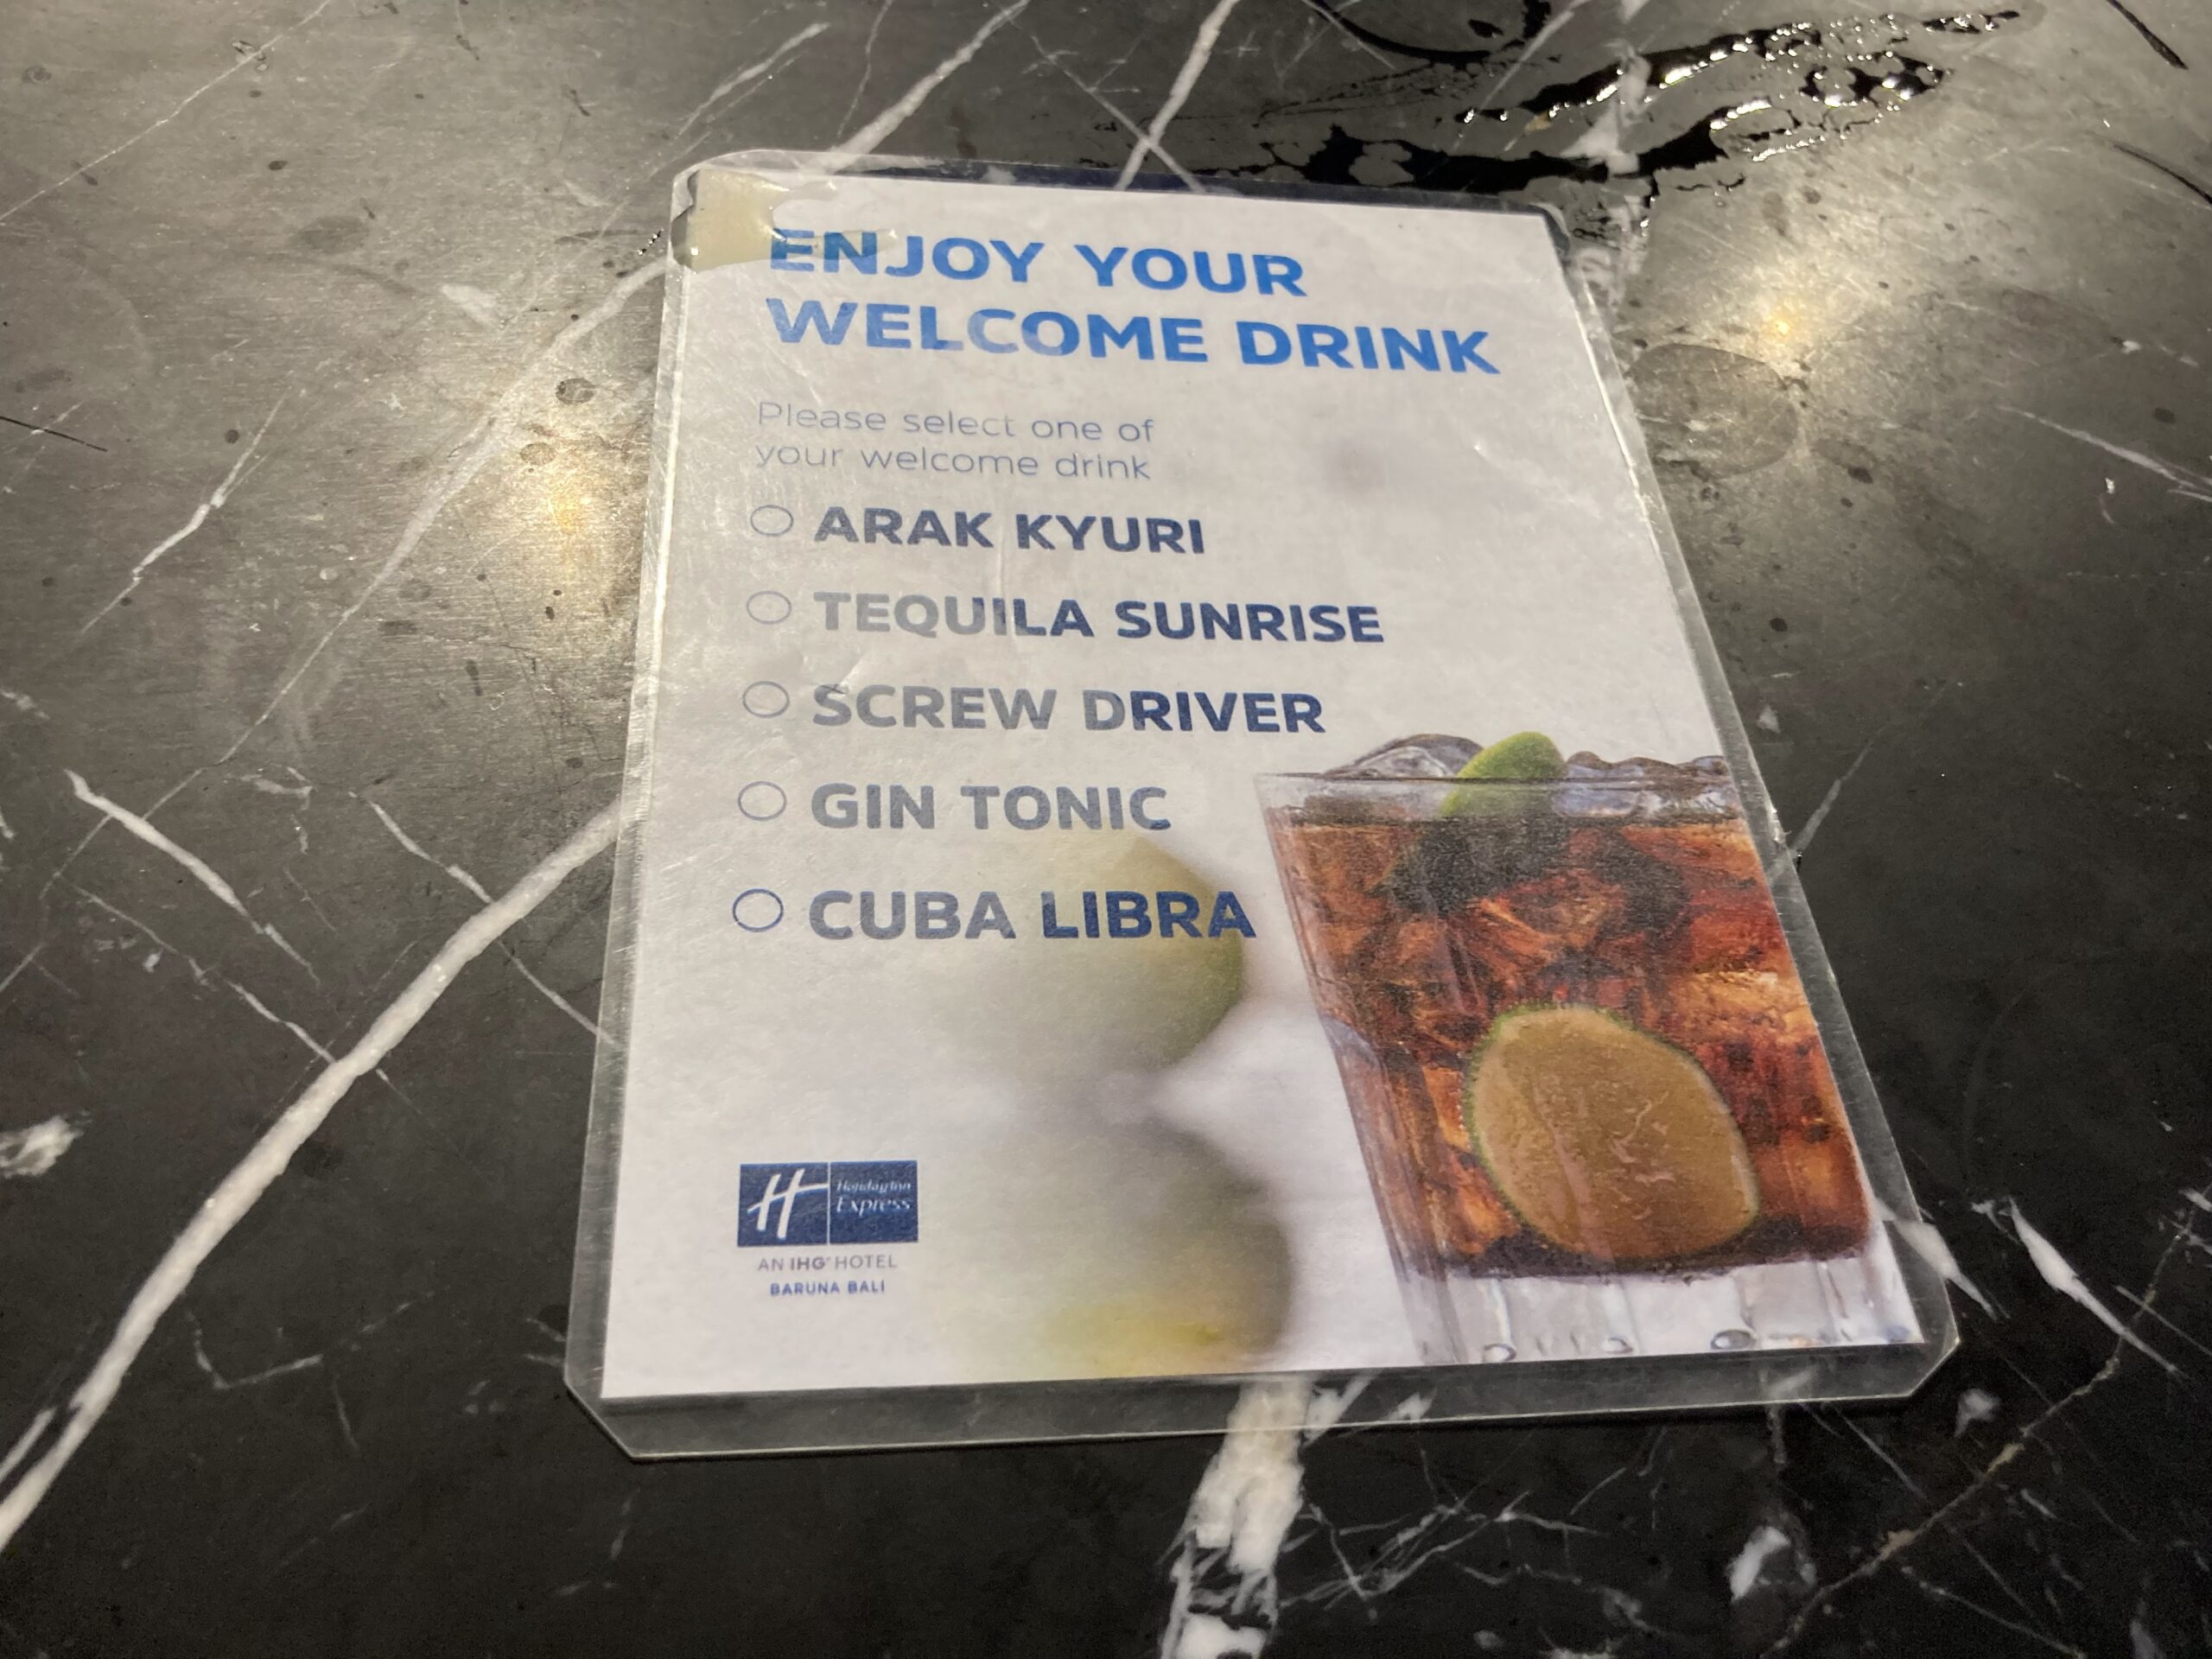 ENJOY YOUR
WELCOME DRINK
Please select one of
your welcome drink
ARAK KYURI
TEQUILA SUNRISE
SCREW DRIVER
GIN TONIC
CUBA LIBRA
H Holiday Inn
Express
AN IHG® HOTEL
BARUNA BALI